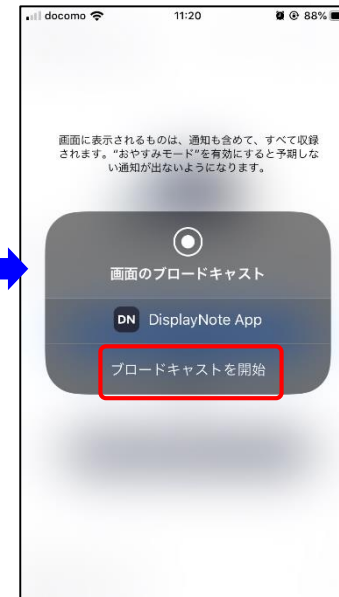 docomo 11:20 88%
画面に表示されるものは、通知も含めて、すべて収録
されます。“おやすみモード”を有効にすると予期しな
い通知が出ないようになります。
画面のブロードキャスト
DN DisplayNote App
ブロードキャストを開始